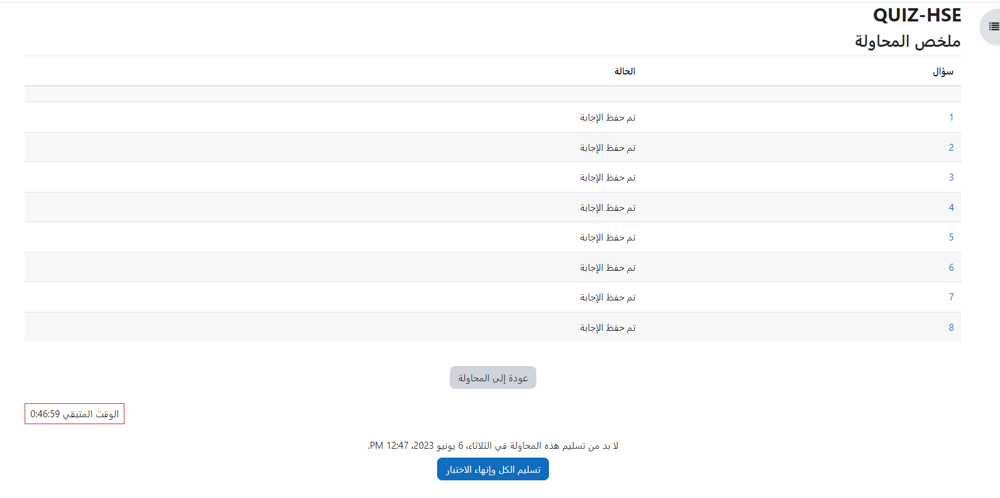 QUIZ-HSE
ملخص المحاولة
سؤال الحالة
1 تم حفظ الإجابة
2 تم حفظ الإجابة
3 تم حفظ الإجابة
4 تم حفظ الإجابة
5 تم حفظ الإجابة
6 تم حفظ الإجابة
7 تم حفظ الإجابة
8 تم حفظ الإجابة
عودة إلى المحاولة
الوقت المتبقي 0:46:59
لا بد من تسليم هذه المحاولة في الثلاثاء، 6 يونيو 2023، 12:47 PM.
تسليم الكل وإنهاء الاختبار